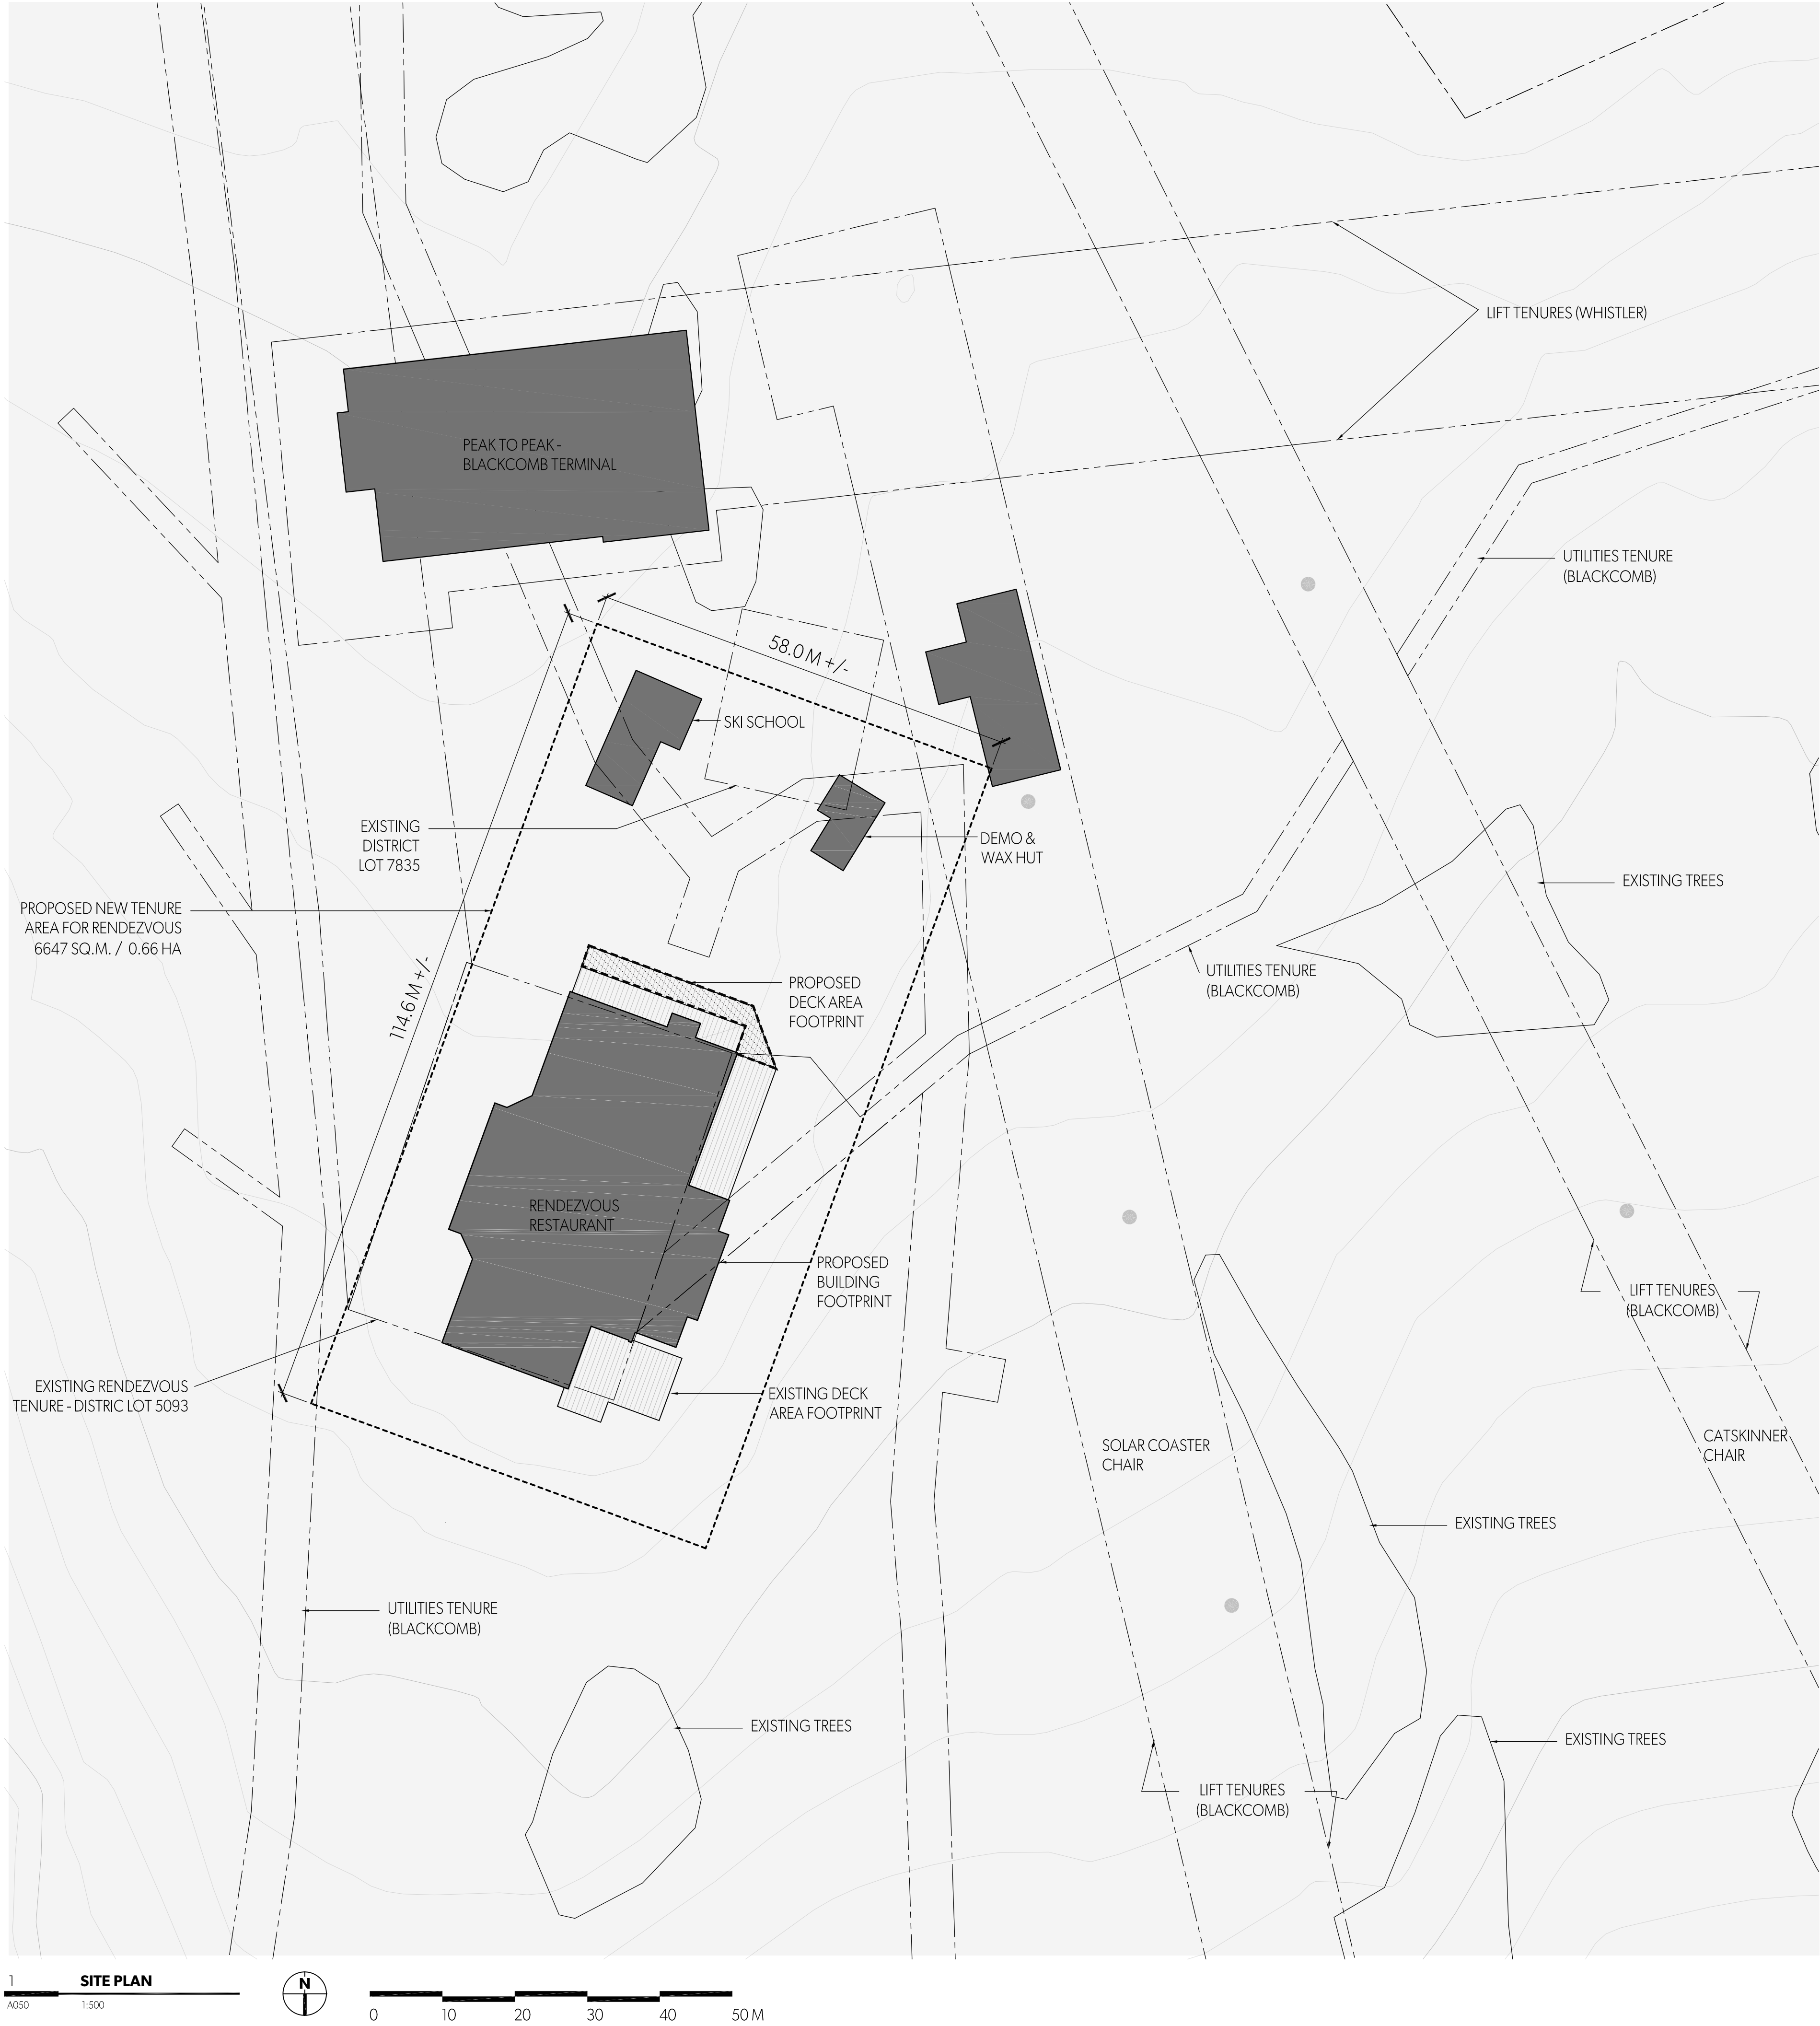 LIFT TENURES (WHISTLER)
PEAK TO PEAK -
BLACKCOMB TERMINAL
UTILITIES TENURE
(BLACKCOMB)
58.0 M +/-
SKI SCHOOL
EXISTING
DISTRICT
LOT 7835
DEMO &
WAX HUT
EXISTING TREES
PROPOSED NEW TENURE
AREA FOR RENDEZVOUS
6647 SQ.M. / 0.66 HA
114.6 M +/-
PROPOSED
DECK AREA
FOOTPRINT
UTILITIES TENURE
(BLACKCOMB)
RENDEZVOUS
RESTAURANT
PROPOSED
BUILDING
FOOTPRINT
LIFT TENURES
(BLACKCOMB)
EXISTING RENDEZVOUS
TENURE - DISTRIC LOT 5093
EXISTING DECK
AREA FOOTPRINT
SOLAR COASTER
CHAIR
CATSKINNER
CHAIR
EXISTING TREES
UTILITIES TENURE
(BLACKCOMB)
EXISTING TREES
EXISTING TREES
LIFT TENURES
(BLACKCOMB)
1 SITE PLAN
A050 1:500
N
0 10 20 30 40 50 M